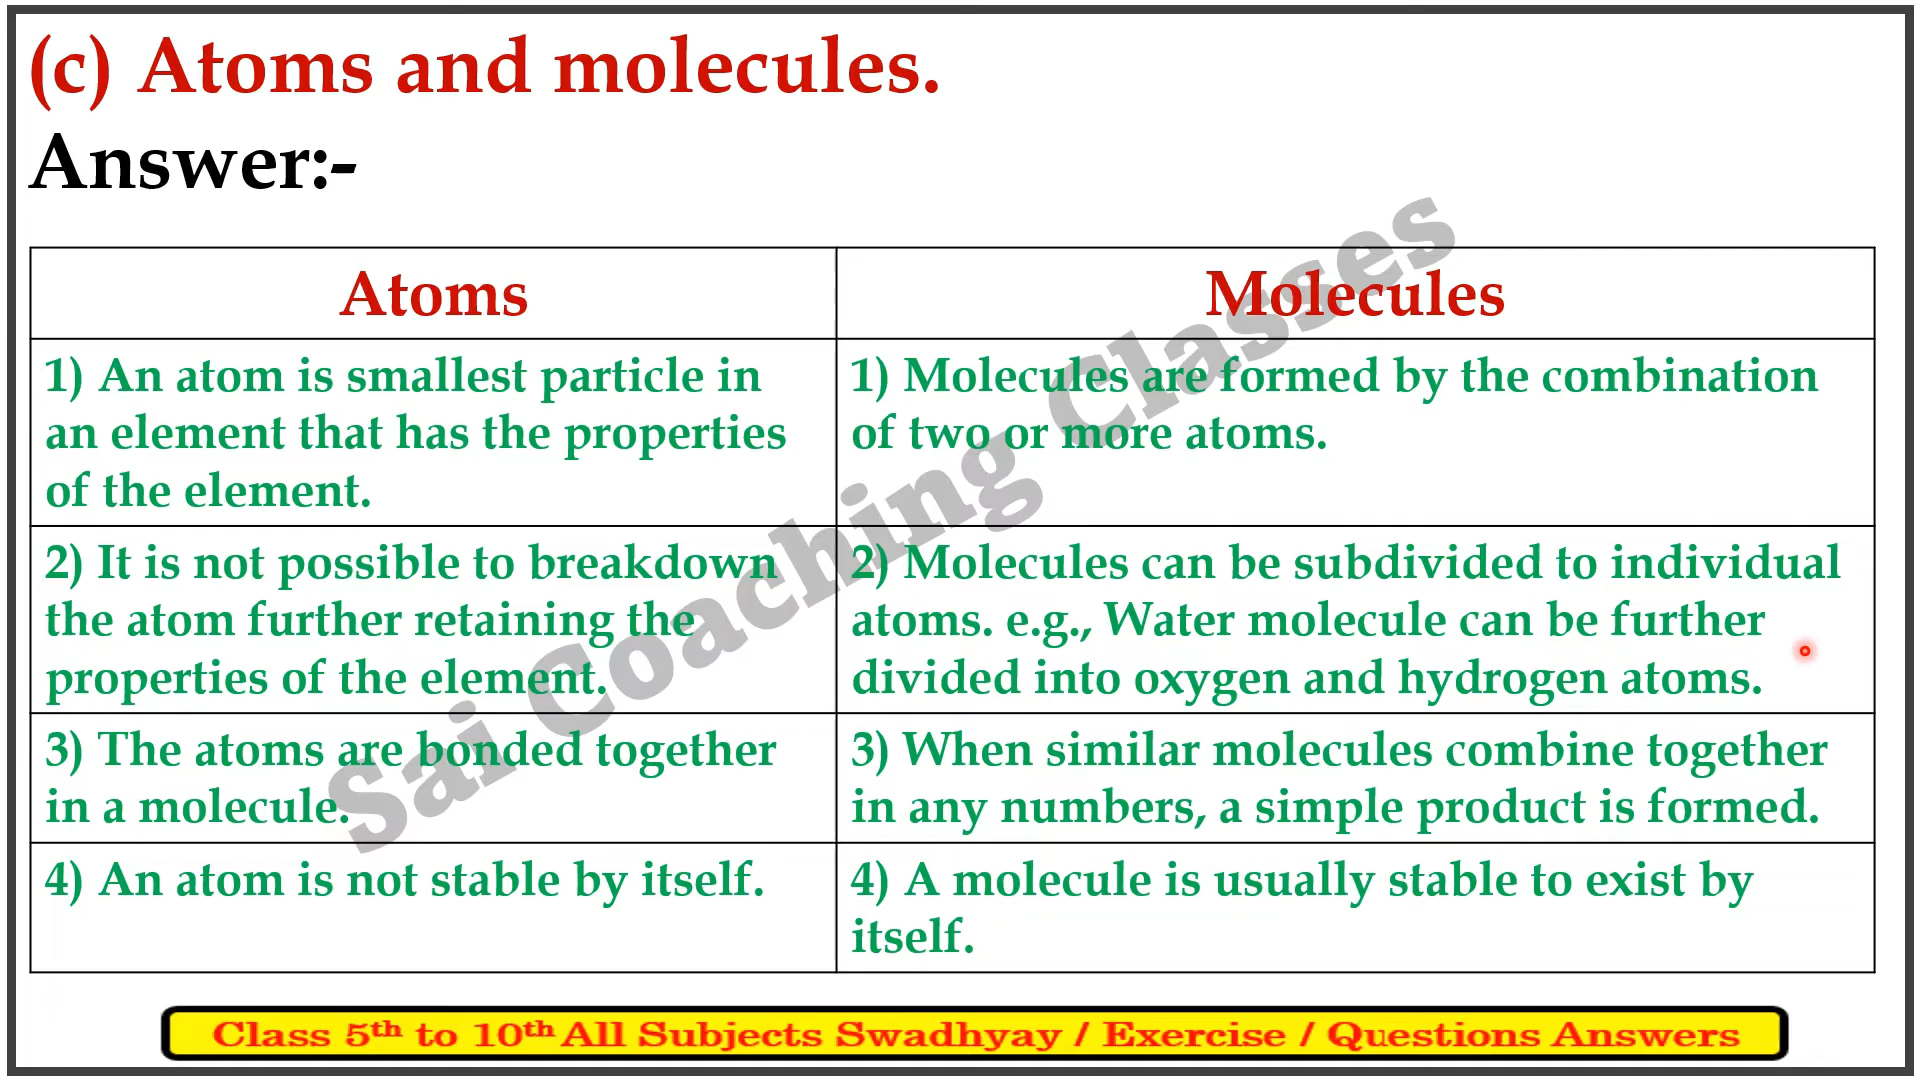 (c) Atoms and molecules.
Answer:-
Atoms
Molecules
1) An atom is smallest particle in
an element that has the properties
of the element.
1) Molecules are formed by the combination
of two or more atoms.
2) It is not possible to breakdown
the atom further retaining the
properties of the element.
2) Molecules can be subdivided to individual
atoms. e.g., Water molecule can be further
divided into oxygen and hydrogen atoms.
3) The atoms are bonded together
in a molecule.
3) When similar molecules combine together
in any numbers, a simple product is formed.
4) An atom is not stable by itself.
4) A molecule is usually stable to exist by
itself.
Sai Coaching Classes
Class 5th to 10th All Subjects Swadhyay / Exercise / Questions Answers